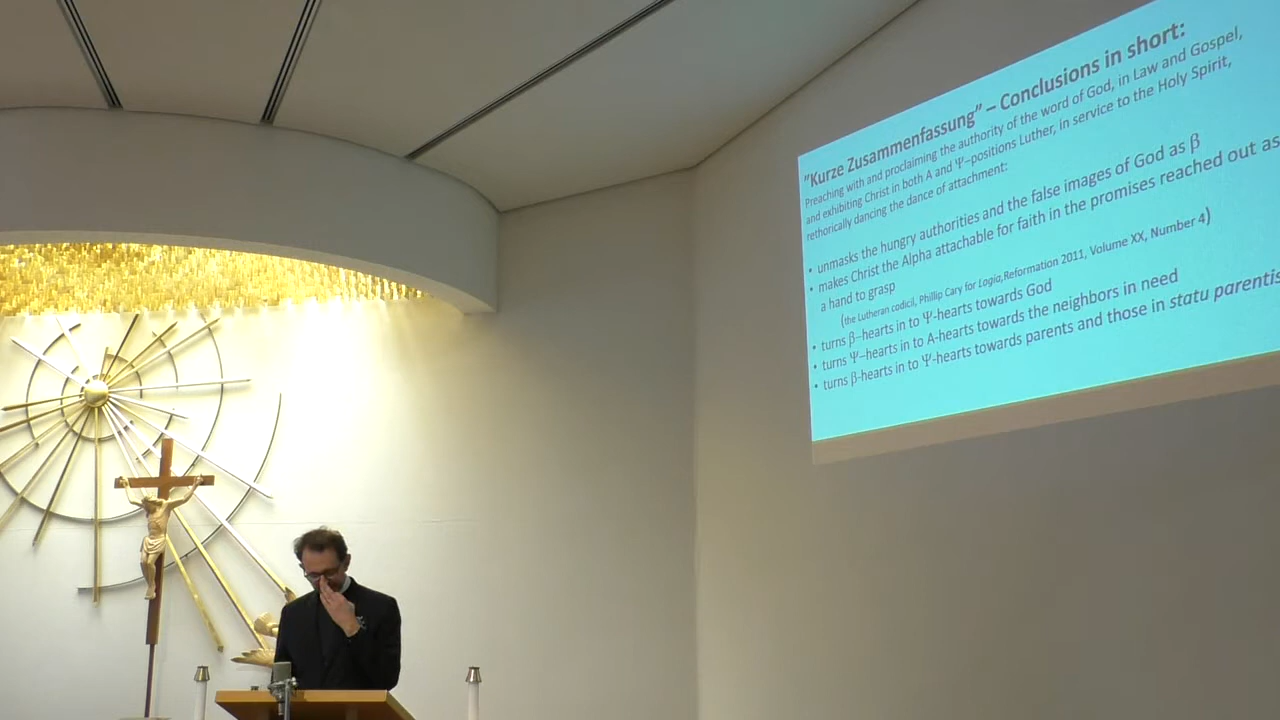 "Kurze Zusammenfassung" – Conclusions in short:
Preaching with and proclaiming the authority of the word of God, in Law and Gospel,
and exhibiting Christ in both A and Ψ–positions Luther, in service to the Holy Spirit,
rethorically dancing the dance of attachment:
• unmasks the hungry authorities and the false images of God as β
• makes Christ the Alpha attachable for faith in the promises reached out as
a hand to grasp
(the Lutheran codicil, Phillip Cary for Logia,Reformation 2011, Volume XX, Number 4)
• turns β–hearts in to Ψ-hearts towards God
• turns Ψ–hearts in to A-hearts towards the neighbors in need
• turns β-hearts in to Ψ-hearts towards parents and those in statu parentis